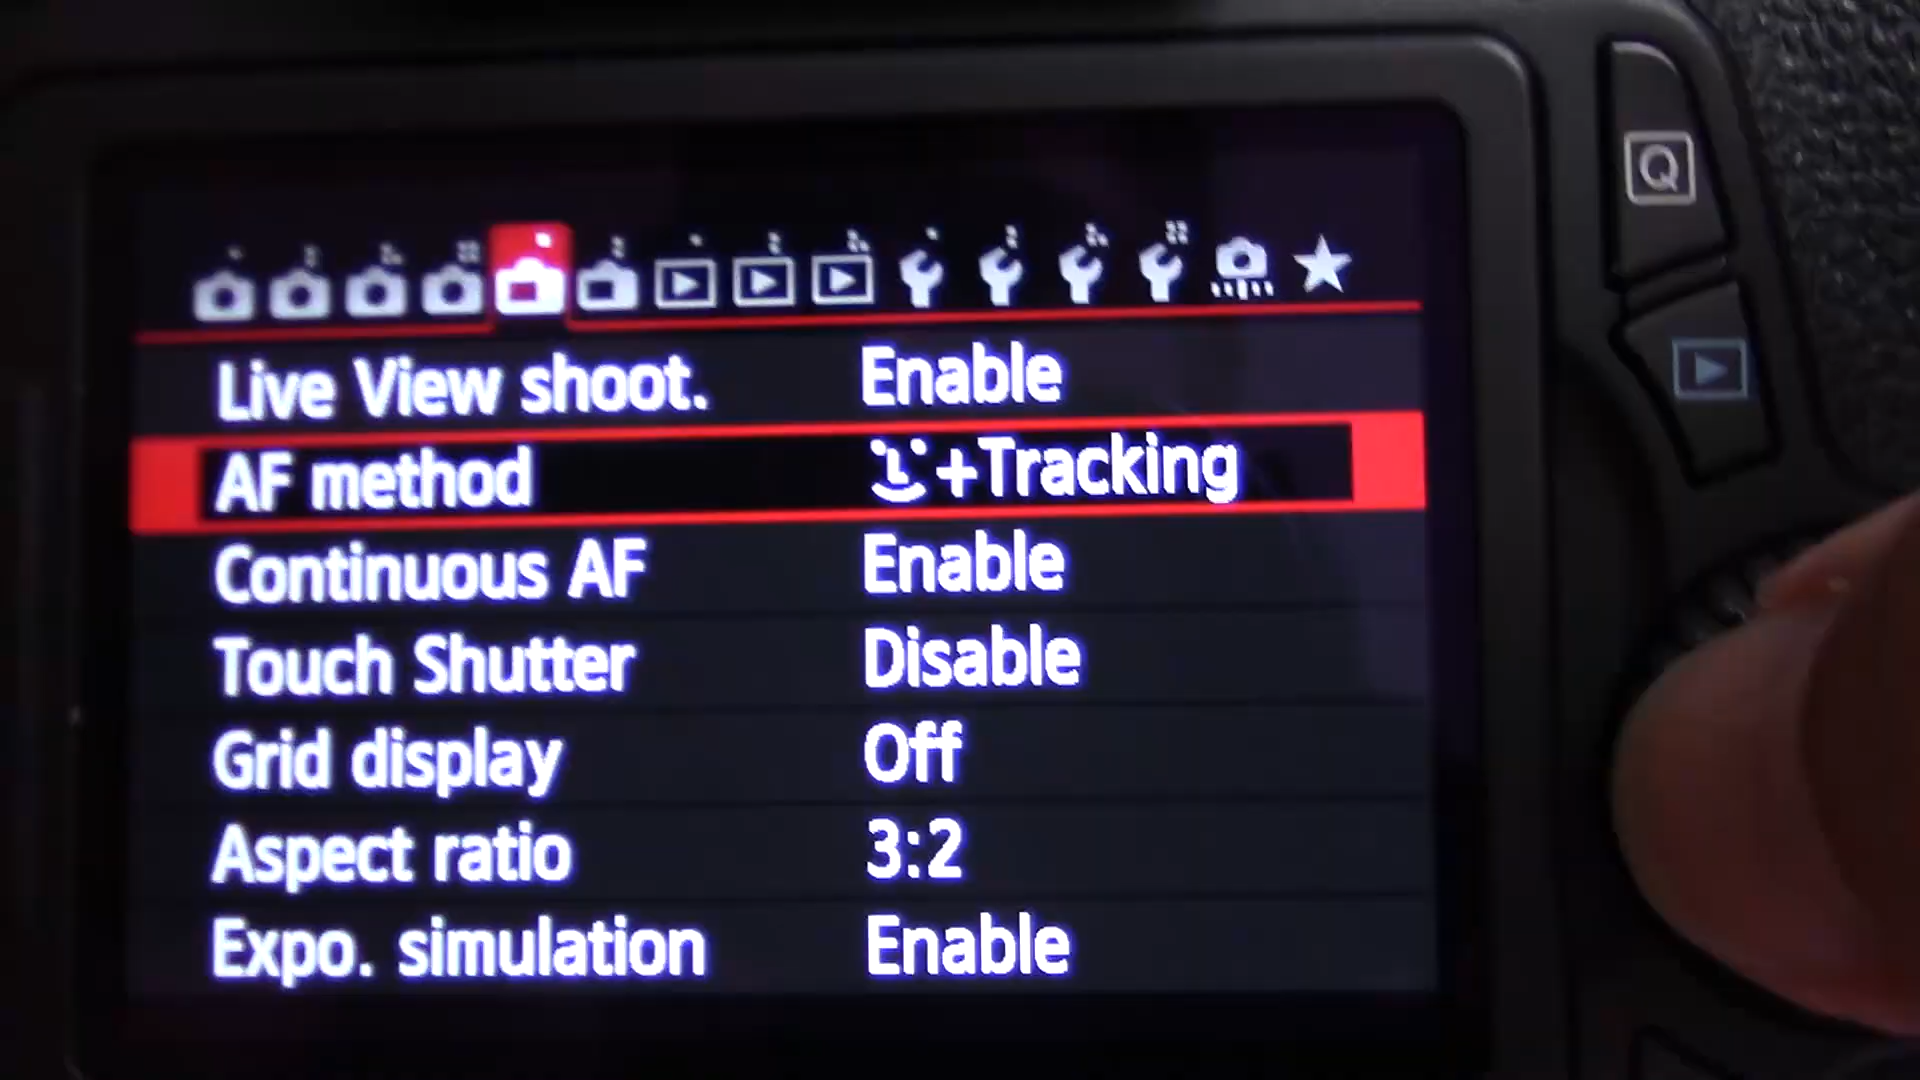 Q
Live View shoot. Enable
AF method +Tracking
Continuous AF Enable
Touch Shutter Disable
Grid display Off
Aspect ratio 3:2
Expo. simulation Enable